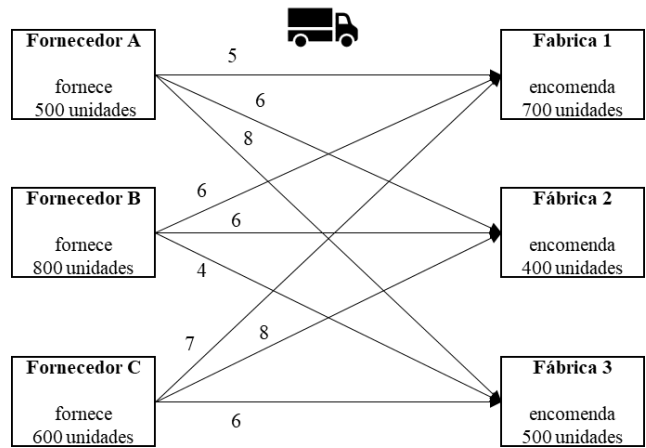 Fornecedor A
fornece
500 unidades
Fabrica 1
encomenda
700 unidades
5
6
8
Fornecedor B
fornece
800 unidades
Fábrica 2
encomenda
400 unidades
6
6
4
Fornecedor C
fornece
600 unidades
Fábrica 3
encomenda
500 unidades
7
8
6